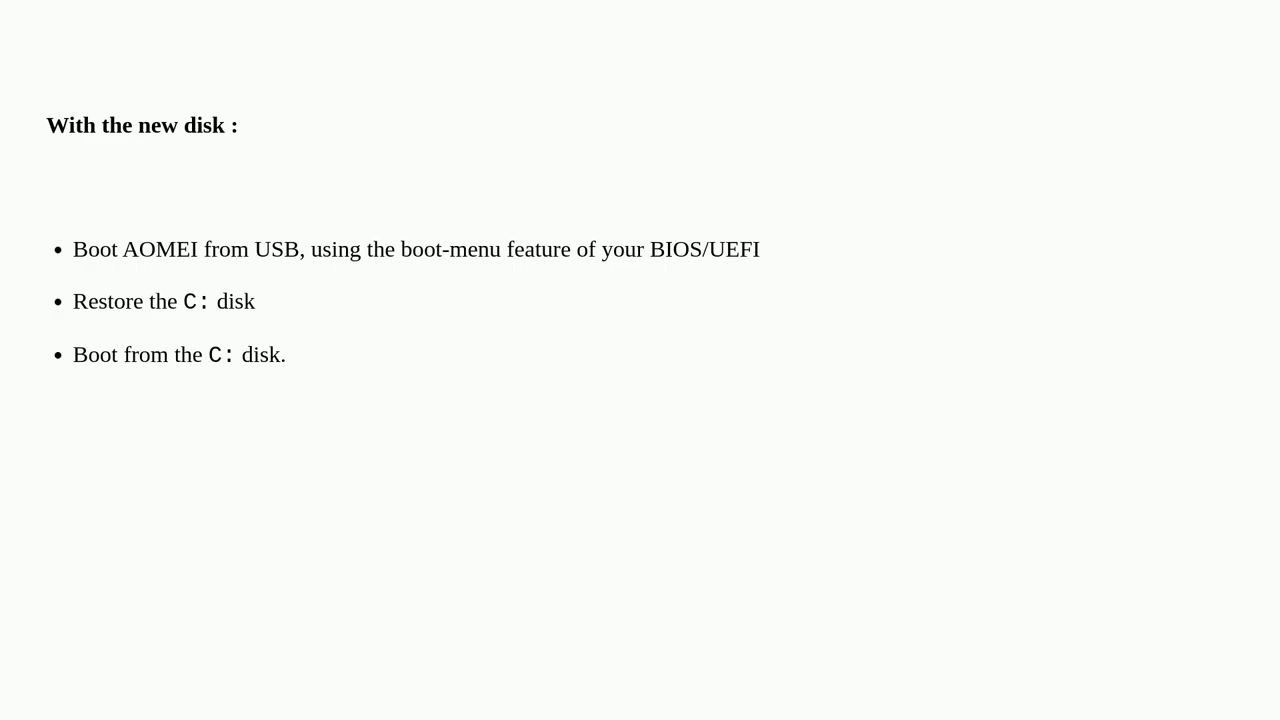 With the new disk :
• Boot AOMEI from USB, using the boot-menu feature of your BIOS/UEFI
• Restore the C: disk
• Boot from the C: disk.